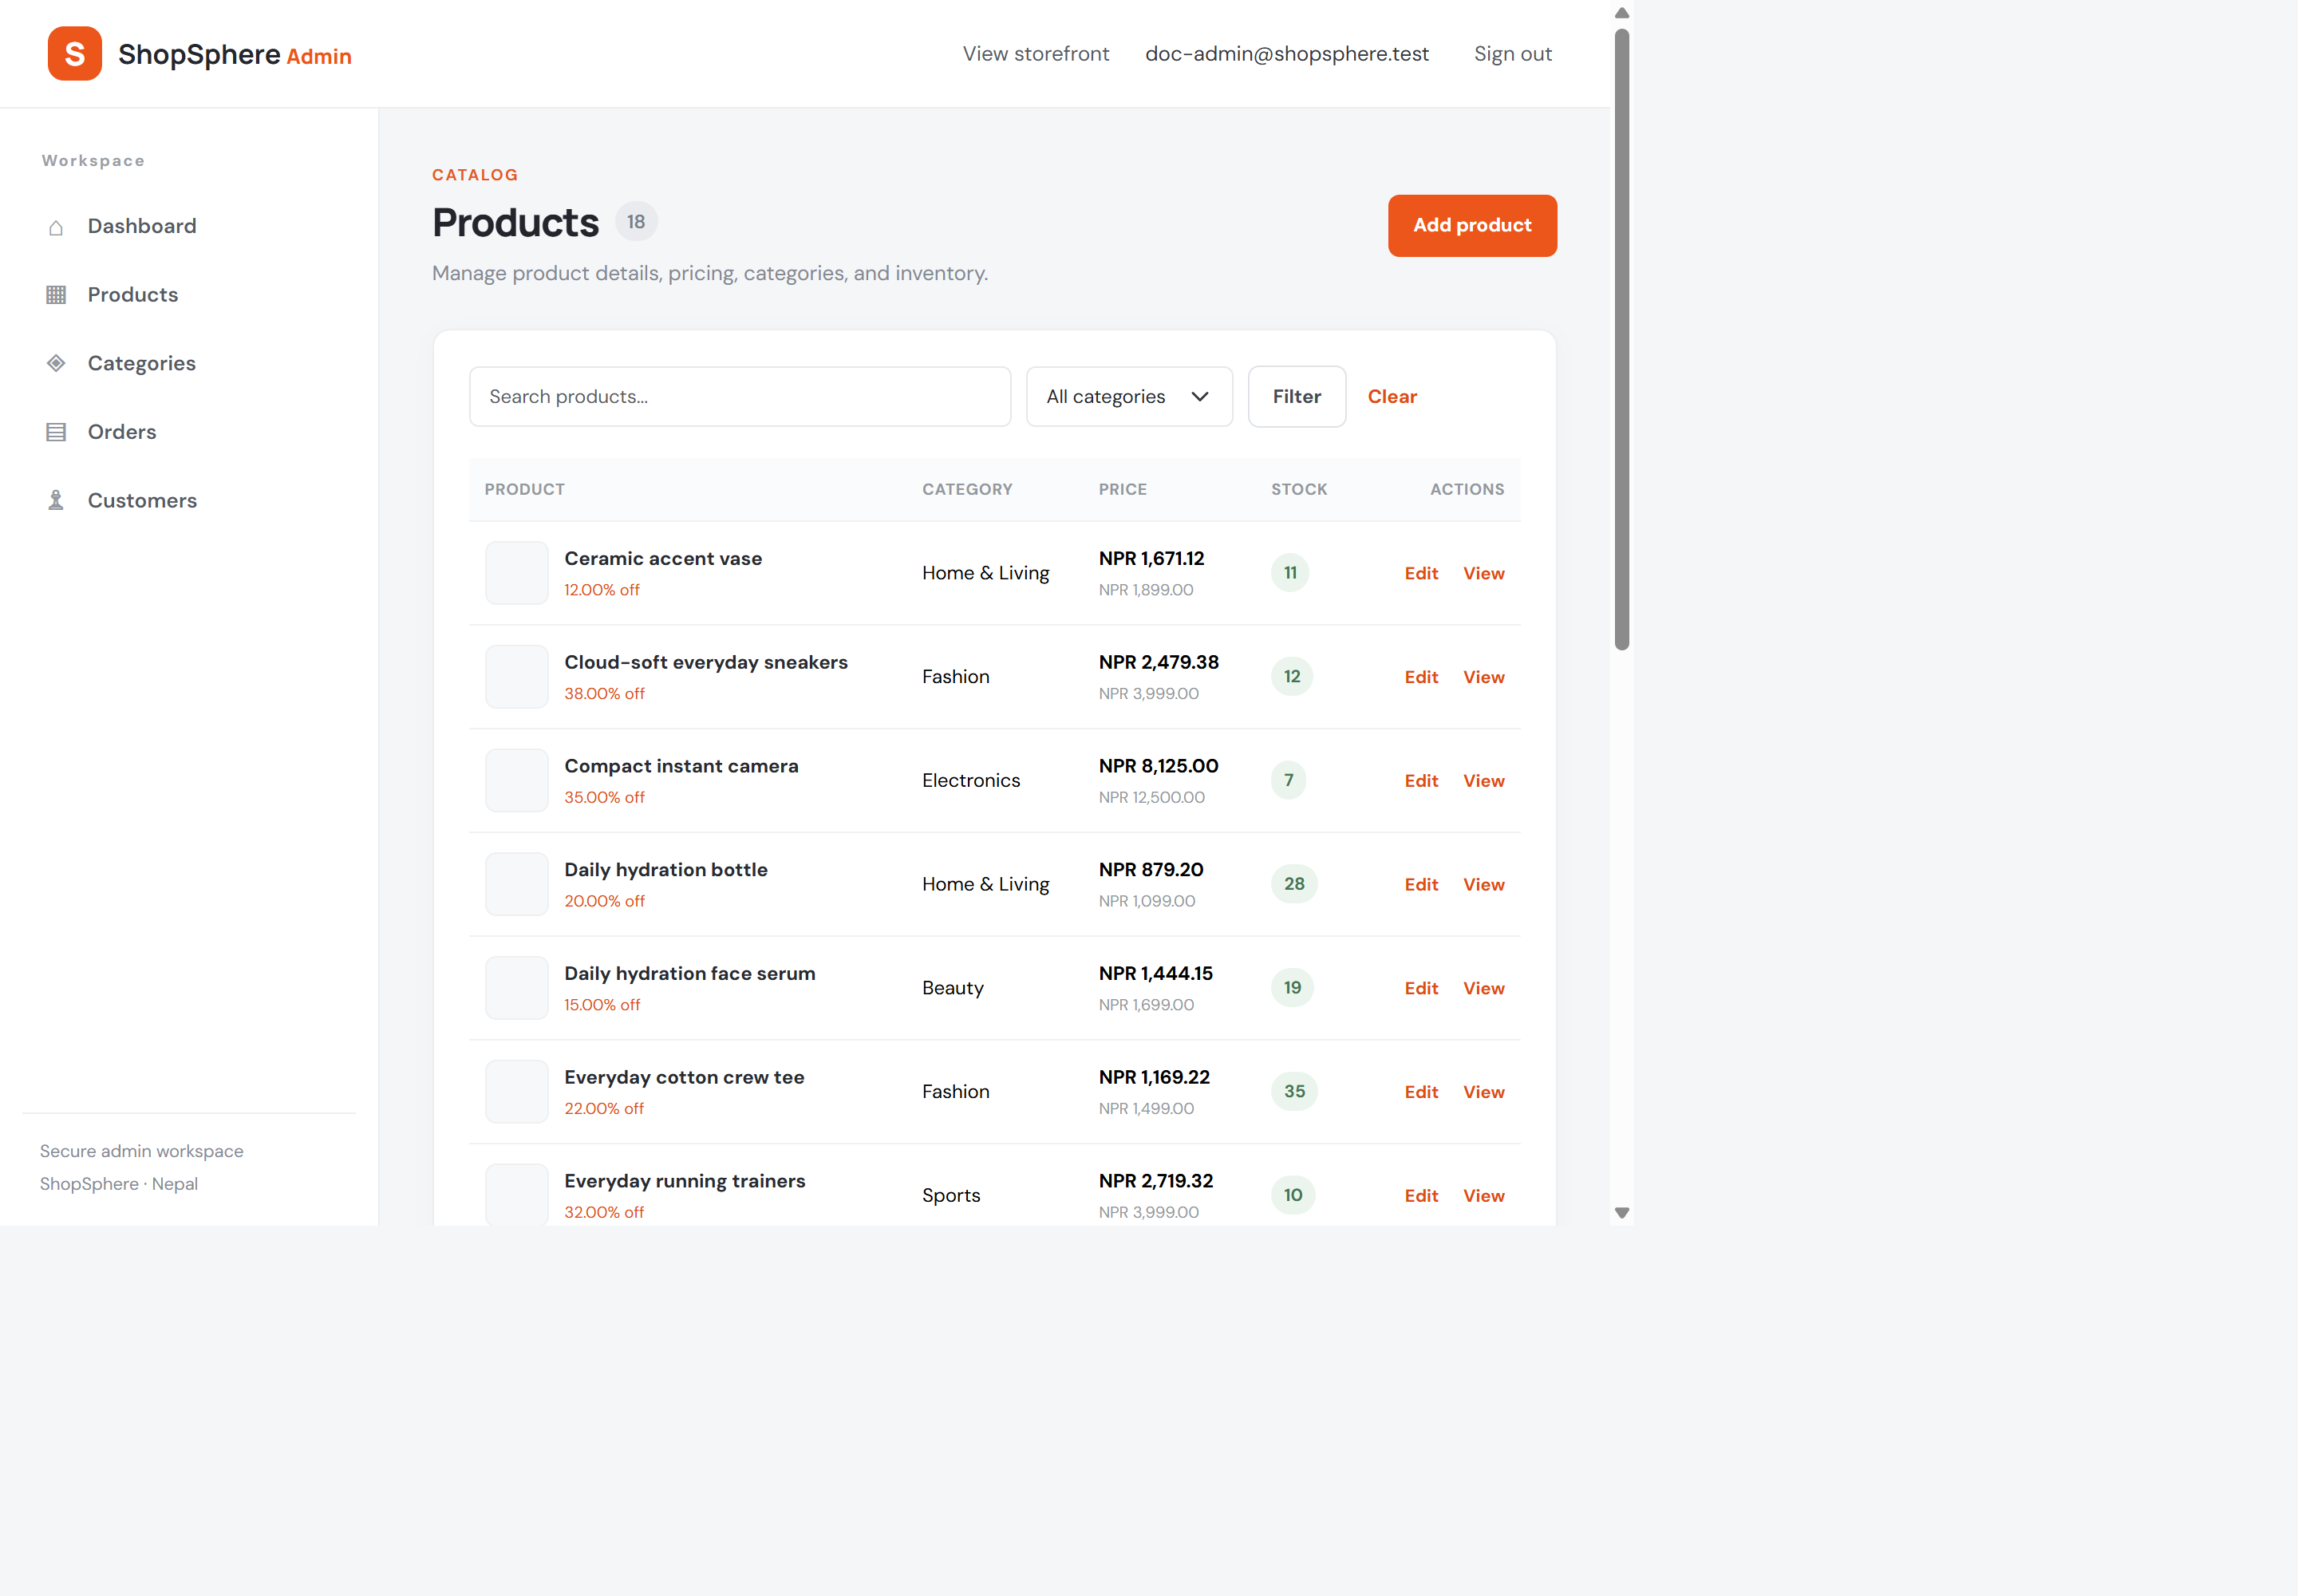 S ShopSphere Admin
View storefront doc-admin@shopsphere.test Sign out
Workspace
Dashboard
Products
Categories
Orders
Customers
Secure admin workspace
ShopSphere · Nepal
CATALOG
Products 18
Manage product details, pricing, categories, and inventory.
Add product
Search products... All categories Filter Clear
PRODUCT CATEGORY PRICE STOCK ACTIONS
Ceramic accent vase Home & Living NPR 1,671.12 11 Edit View
12.00% off NPR 1,899.00
Cloud-soft everyday sneakers Fashion NPR 2,479.38 12 Edit View
38.00% off NPR 3,999.00
Compact instant camera Electronics NPR 8,125.00 7 Edit View
35.00% off NPR 12,500.00
Daily hydration bottle Home & Living NPR 879.20 28 Edit View
20.00% off NPR 1,099.00
Daily hydration face serum Beauty NPR 1,444.15 19 Edit View
15.00% off NPR 1,699.00
Everyday cotton crew tee Fashion NPR 1,169.22 35 Edit View
22.00% off NPR 1,499.00
Everyday running trainers Sports NPR 2,719.32 10 Edit View
32.00% off NPR 3,999.00